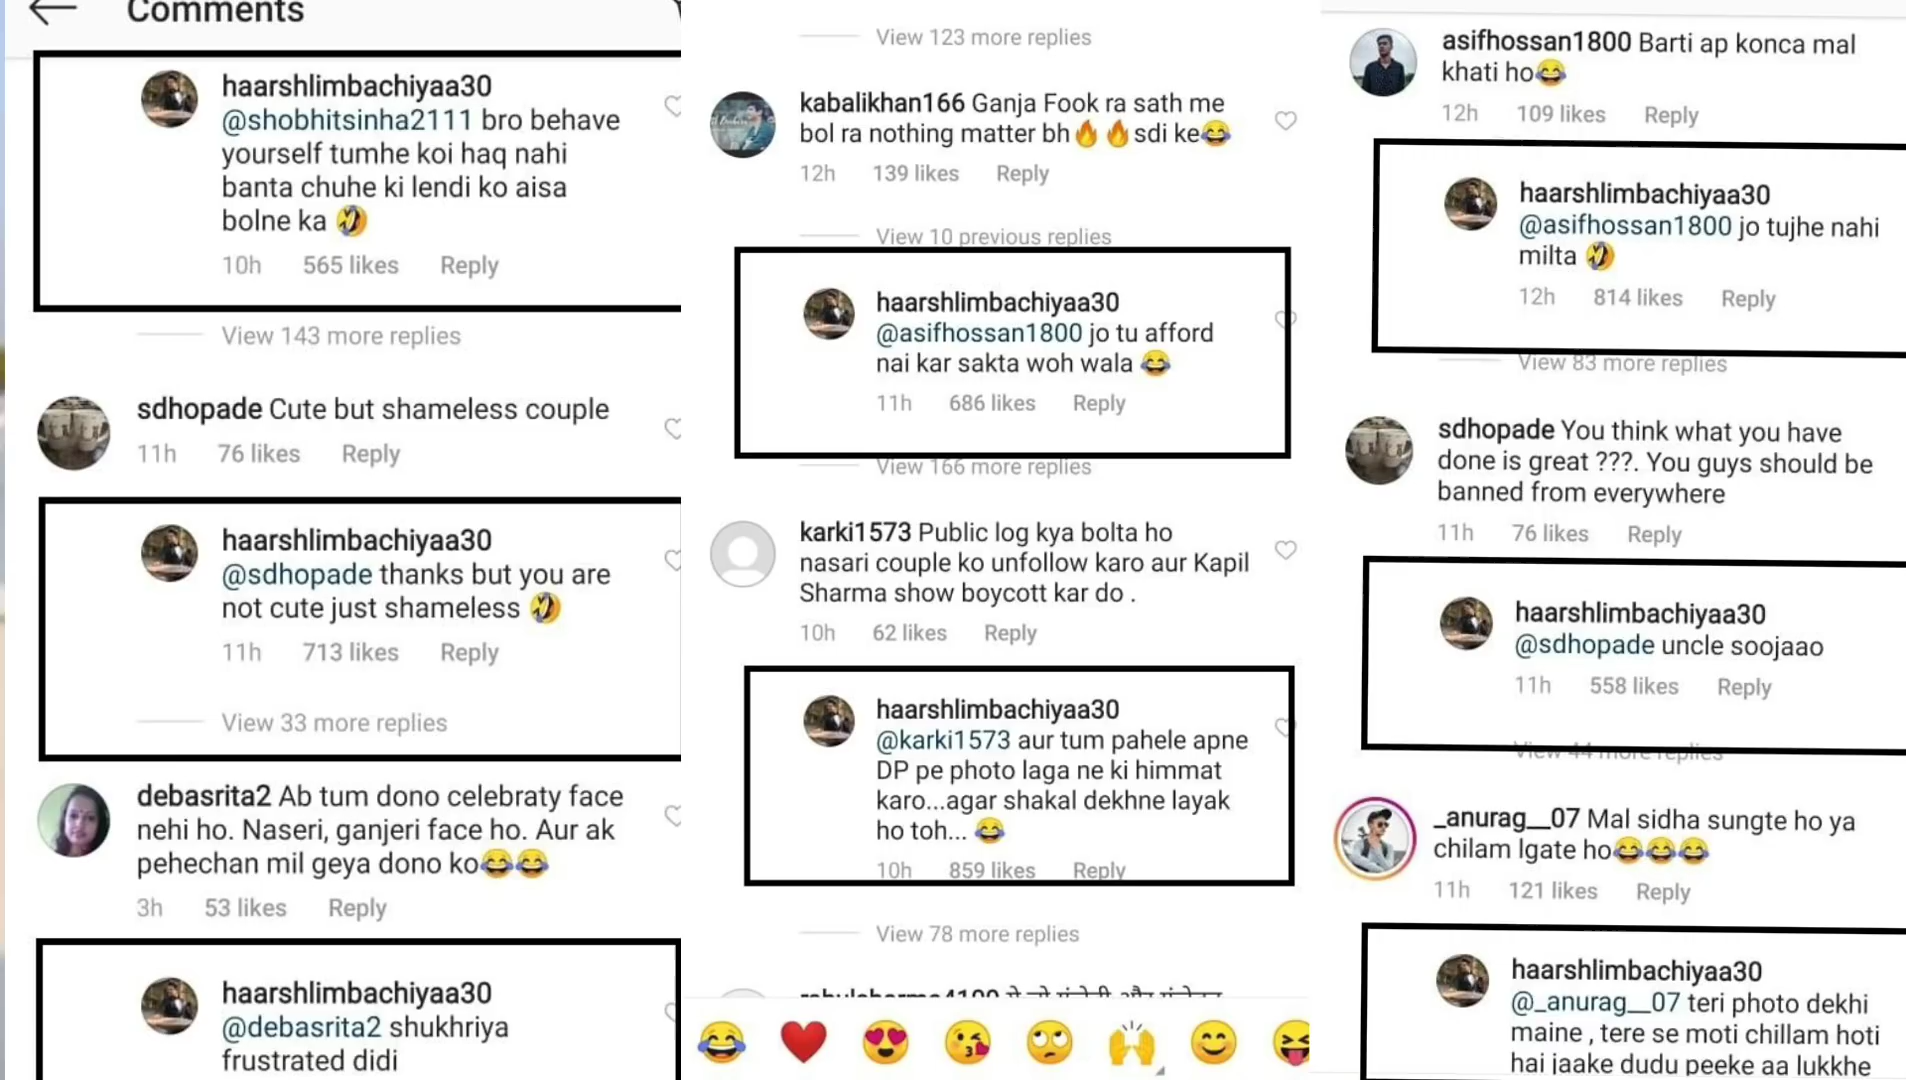 Comments
haarshlimbachiyaa30
@shobhitsinha2111 bro behave
yourself tumhe koi haq nahi
banta chuhe ki lendi ko aisa
bolne ka 🤣
10h 565 likes Reply
View 143 more replies
sdhopade Cute but shameless couple
11h 76 likes Reply
haarshlimbachiyaa30
@sdhopade thanks but you are
not cute just shameless 🤣
11h 713 likes Reply
View 33 more replies
debasrita2 Ab tum dono celebraty face
nehi ho. Naseri, ganjeri face ho. Aur ak
pehechan mil geya dono ko😂😂
3h 53 likes Reply
haarshlimbachiyaa30
@debasrita2 shukhriya
frustrated didi
View 123 more replies
kabalikhan166 Ganja Fook ra sath me
bol ra nothing matter bh🔥🔥sdi ke😂
12h 139 likes Reply
View 10 previous replies
haarshlimbachiyaa30
@asifhossan1800 jo tu afford
nai kar sakta woh wala 😂
11h 686 likes Reply
View 166 more replies
karki1573 Public log kya bolta ho
nasari couple ko unfollow karo aur Kapil
Sharma show boycott kar do .
10h 62 likes Reply
haarshlimbachiyaa30
@karki1573 aur tum pahele apne
DP pe photo laga ne ki himmat
karo...agar shakal dekhne layak
ho toh... 😂
10h 859 likes Reply
View 78 more replies
asifhossan1800 Barti ap konca mal
khati ho😂
12h 109 likes Reply
haarshlimbachiyaa30
@asifhossan1800 jo tujhe nahi
milta 🤣
12h 814 likes Reply
View 83 more replies
sdhopade You think what you have
done is great ???. You guys should be
banned from everywhere
11h 76 likes Reply
haarshlimbachiyaa30
@sdhopade uncle soojaao
11h 558 likes Reply
View 44 more replies
_anurag__07 Mal sidha sungte ho ya
chilam lgate ho😂😂😂
11h 121 likes Reply
haarshlimbachiyaa30
@_anurag__07 teri photo dekhi
maine , tere se moti chillam hoti
hai jaake dudu peeke aa lukkhe